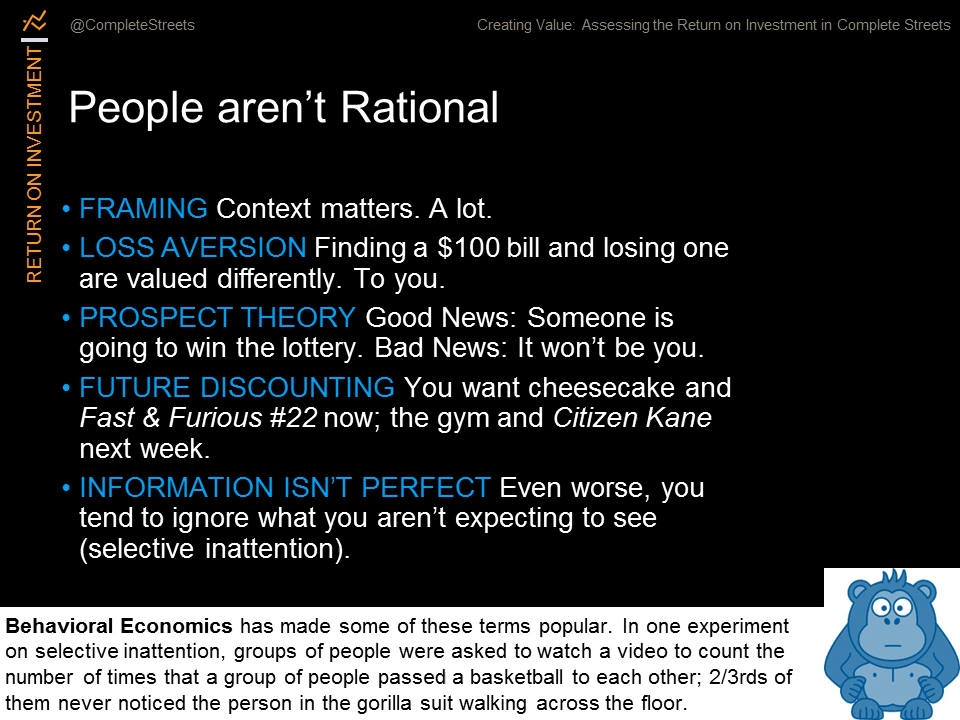 @CompleteStreets
Creating Value: Assessing the Return on Investment in Complete Streets
RETURN ON INVESTMENT
People aren’t Rational
• FRAMING Context matters. A lot.
• LOSS AVERSION Finding a $100 bill and losing one
are valued differently. To you.
• PROSPECT THEORY Good News: Someone is
going to win the lottery. Bad News: It won’t be you.
• FUTURE DISCOUNTING You want cheesecake and
Fast & Furious #22 now; the gym and Citizen Kane
next week.
• INFORMATION ISN’T PERFECT Even worse, you
tend to ignore what you aren’t expecting to see
(selective inattention).
Behavioral Economics has made some of these terms popular. In one experiment
on selective inattention, groups of people were asked to watch a video to count the
number of times that a group of people passed a basketball to each other; 2/3rds of
them never noticed the person in the gorilla suit walking across the floor.